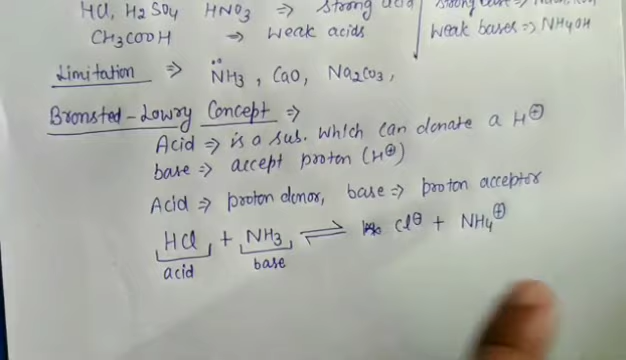 HCl, H2SO4 HNO3 ⇒ strong acid
CH3COOH ⇒ Weak acids
weak bases ⇒ NH4OH
Limitation ⇒ N̈H3, CaO, Na2CO3,
Bronsted-Lowry Concept ⇒
Acid ⇒ is a sub. which can donate a H⊕
base ⇒ accept proton (H⊕)
Acid ⇒ proton donor, base ⇒ proton acceptor
HCl + NH3 ⇌ Cl⊖ + NH4⊕
acid base